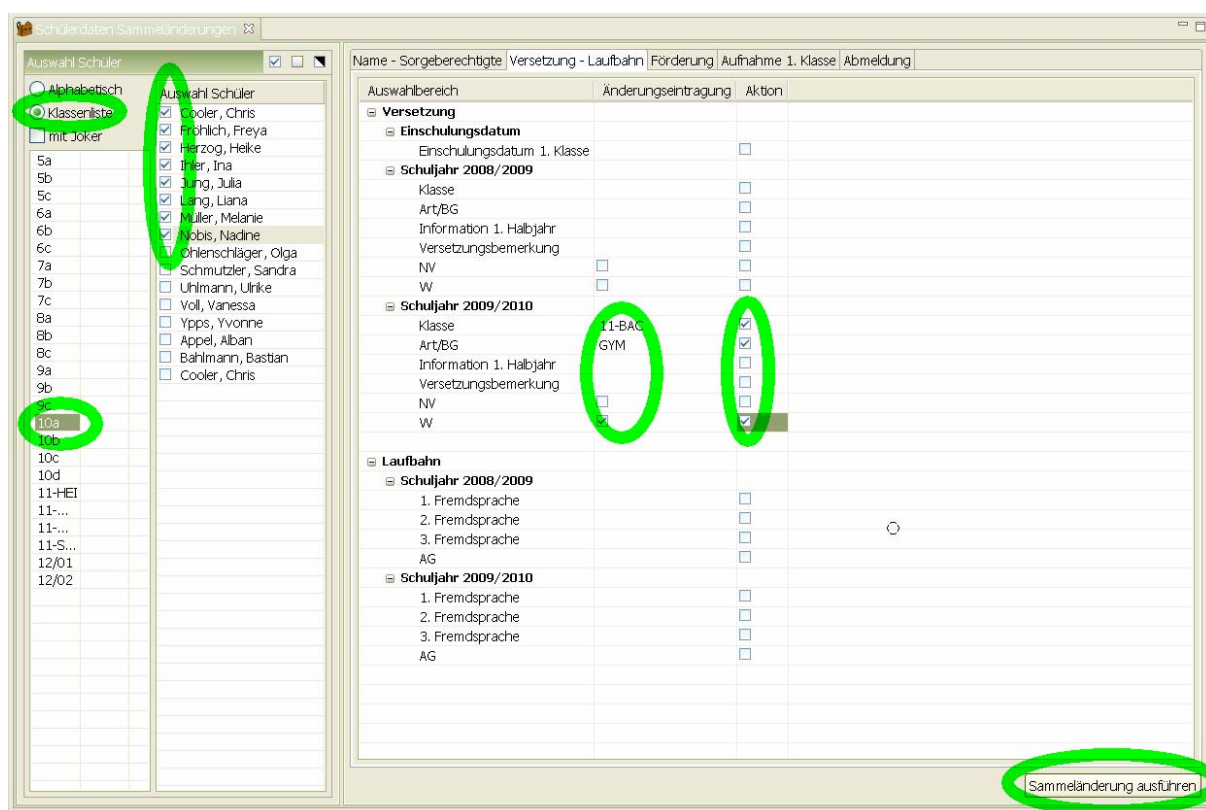 Schülerdaten Sammeländerungen
Auswahl Schüler
Alphabetisch
Klassenliste
mit Joker
5a
5b
5c
6a
6b
6c
7a
7b
7c
8a
8b
8c
9a
9b
9c
10a
10b
10c
10d
11-HEI
11-...
11-...
11-S...
12/01
12/02
Auswahl Schüler
Cooler, Chris
Fröhlich, Freya
Herzog, Heike
Ihler, Ina
Jung, Julia
Lang, Liana
Müller, Melanie
Nobis, Nadine
Ohlenschläger, Olga
Schmutzler, Sandra
Uhlmann, Ulrike
Voll, Vanessa
Ypps, Yvonne
Appel, Alban
Bahlmann, Bastian
Cooler, Chris
Name - Sorgeberechtigte Versetzung - Laufbahn Förderung Aufnahme 1. Klasse Abmeldung
Auswahlbereich Änderungseintragung Aktion
Versetzung
Einschulungsdatum
Einschulungsdatum 1. Klasse
Schuljahr 2008/2009
Klasse
Art/BG
Information 1. Halbjahr
Versetzungsbemerkung
NV
W
Schuljahr 2009/2010
Klasse 11-BAC
Art/BG GYM
Information 1. Halbjahr
Versetzungsbemerkung
NV
W
Laufbahn
Schuljahr 2008/2009
1. Fremdsprache
2. Fremdsprache
3. Fremdsprache
AG
Schuljahr 2009/2010
1. Fremdsprache
2. Fremdsprache
3. Fremdsprache
AG
Sammeländerung ausführen